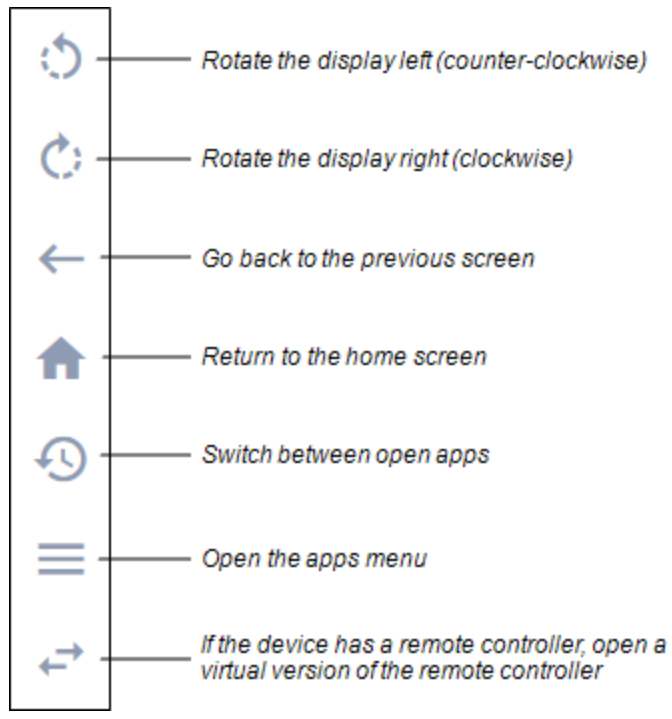 Rotate the display left (counter-clockwise)
Rotate the display right (clockwise)
Go back to the previous screen
Return to the home screen
Switch between open apps
Open the apps menu
If the device has a remote controller, open a
virtual version of the remote controller